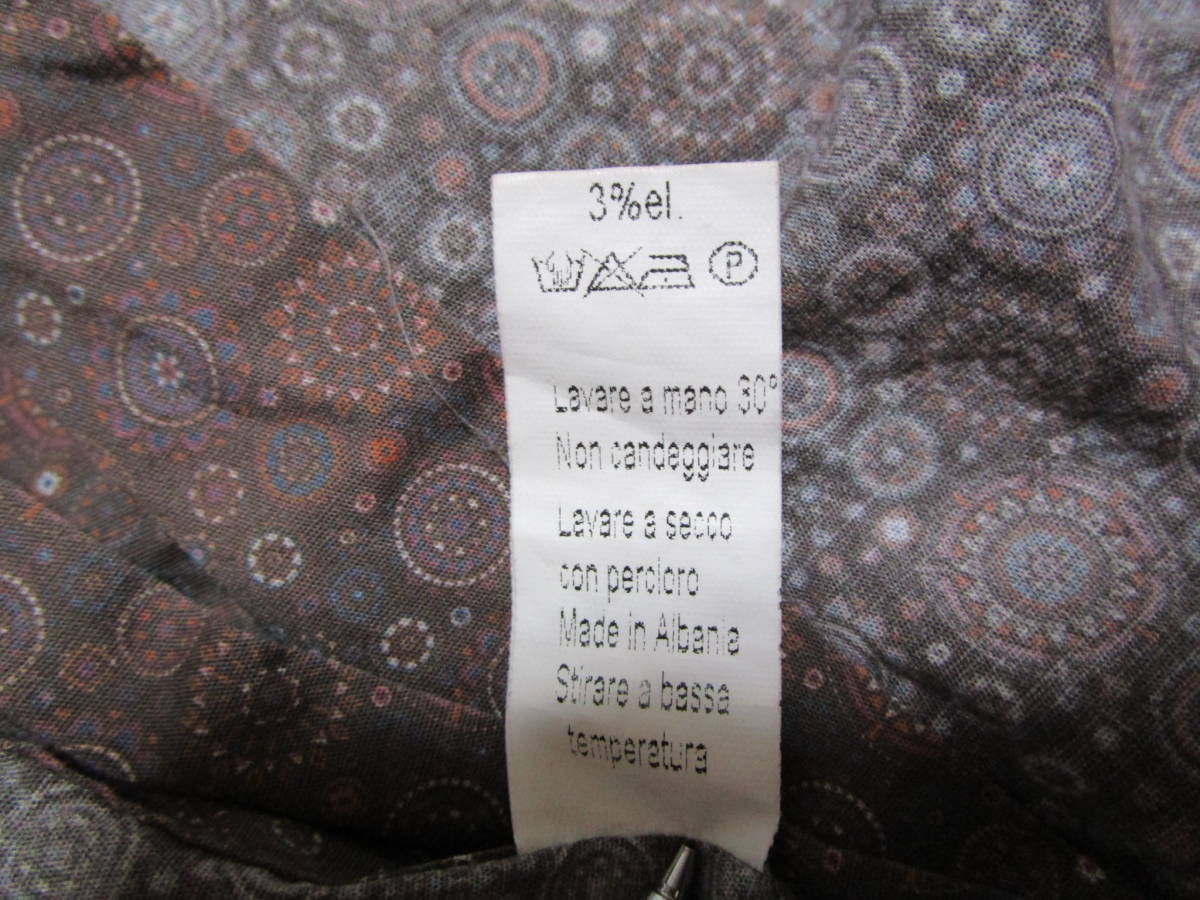 3%el.
P
Lavare a mano 30°
Non candeggiare
Lavare a secco
con percloro
Made in Albania
Stirare a bassa
temperatura